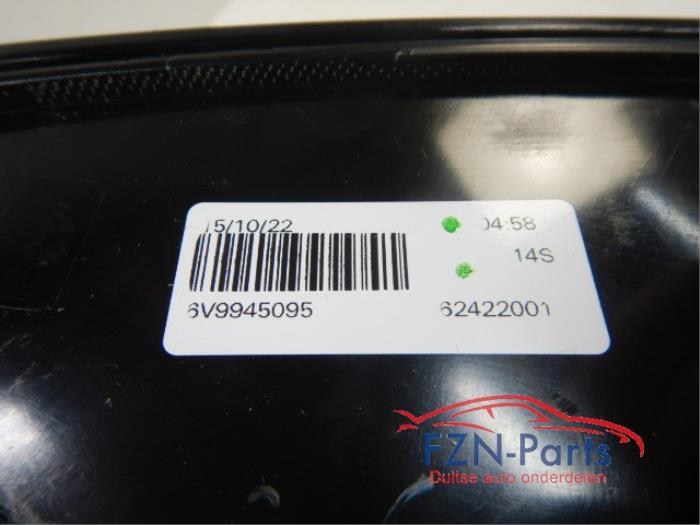 15/10/22 04:58
14S
6V9945095 62422001
FZN-Parts
Duitse auto onderdelen